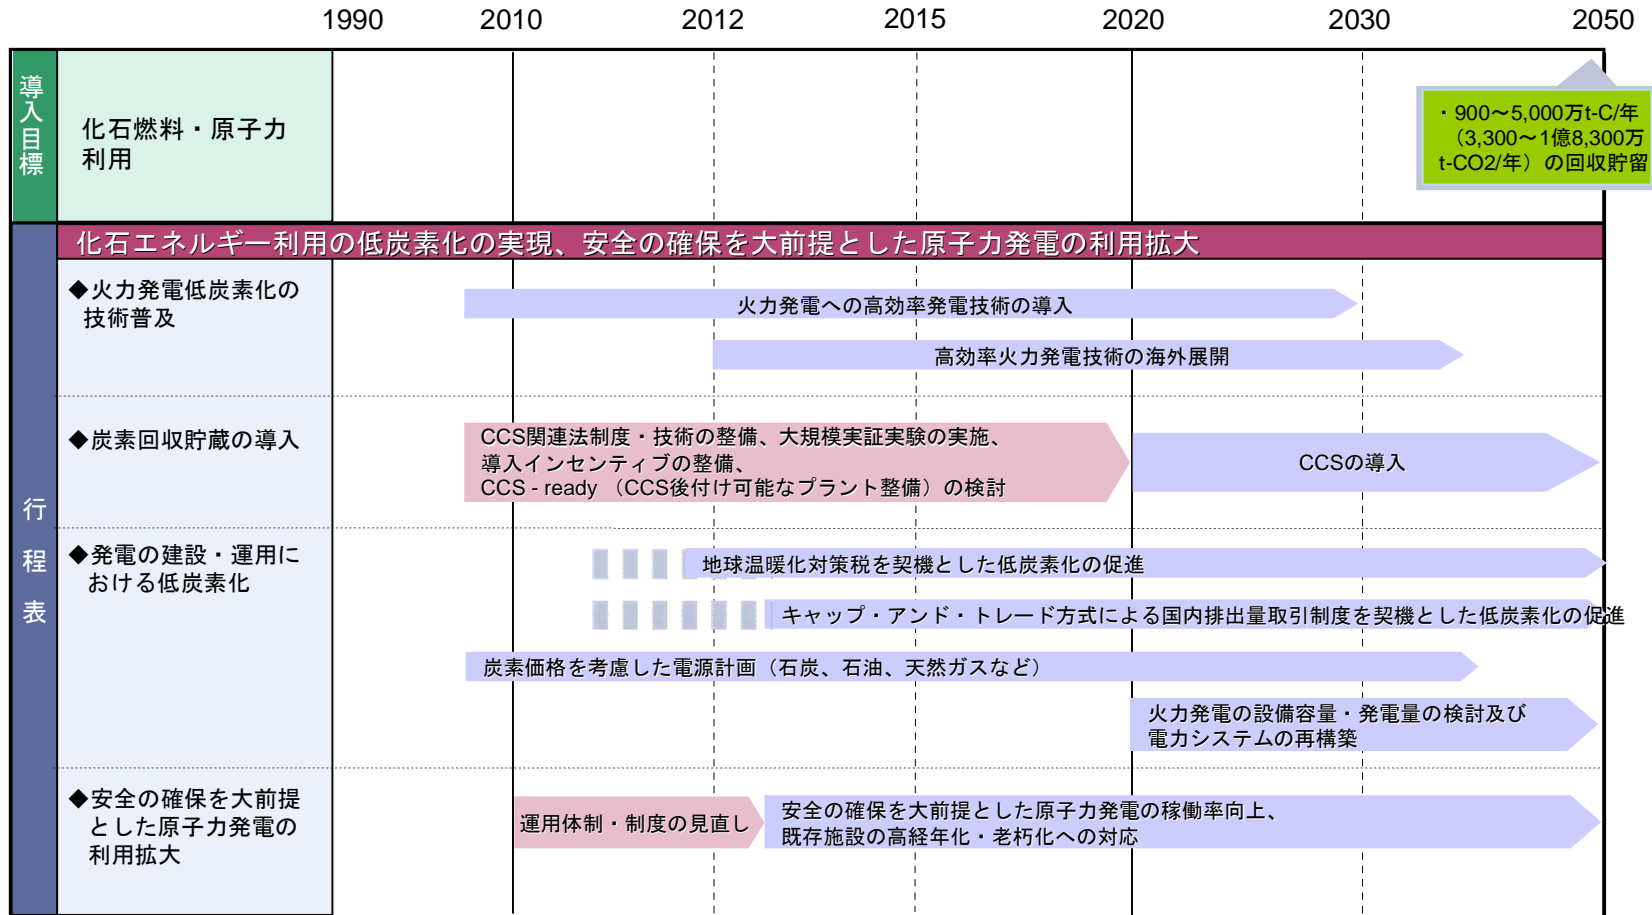 1990 2010 2012 2015 2020 2030 2050
導入目標
化石燃料・原子力
利用
・900～5,000万t-C/年
（3,300～1億8,300万
t-CO2/年）の回収貯留
行程表
化石エネルギー利用の低炭素化の実現、安全の確保を大前提とした原子力発電の利用拡大
◆火力発電低炭素化の
技術普及
火力発電への高効率発電技術の導入
高効率火力発電技術の海外展開
◆炭素回収貯蔵の導入
CCS関連法制度・技術の整備、大規模実証実験の実施、
導入インセンティブの整備、
CCS - ready （CCS後付け可能なプラント整備）の検討
CCSの導入
◆発電の建設・運用に
おける低炭素化
地球温暖化対策税を契機とした低炭素化の促進
キャップ・アンド・トレード方式による国内排出量取引制度を契機とした低炭素化の促進
炭素価格を考慮した電源計画（石炭、石油、天然ガスなど）
火力発電の設備容量・発電量の検討及び
電力システムの再構築
◆安全の確保を大前提
とした原子力発電の
利用拡大
運用体制・制度の見直し
安全の確保を大前提とした原子力発電の稼働率向上、
既存施設の高経年化・老朽化への対応